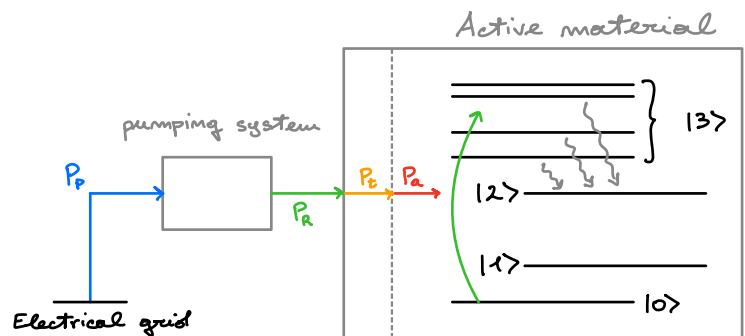 Active material
pumping system
|3>
P_P
P_t
P_a
P_R
|2>
|1>
|0>
Electrical grid